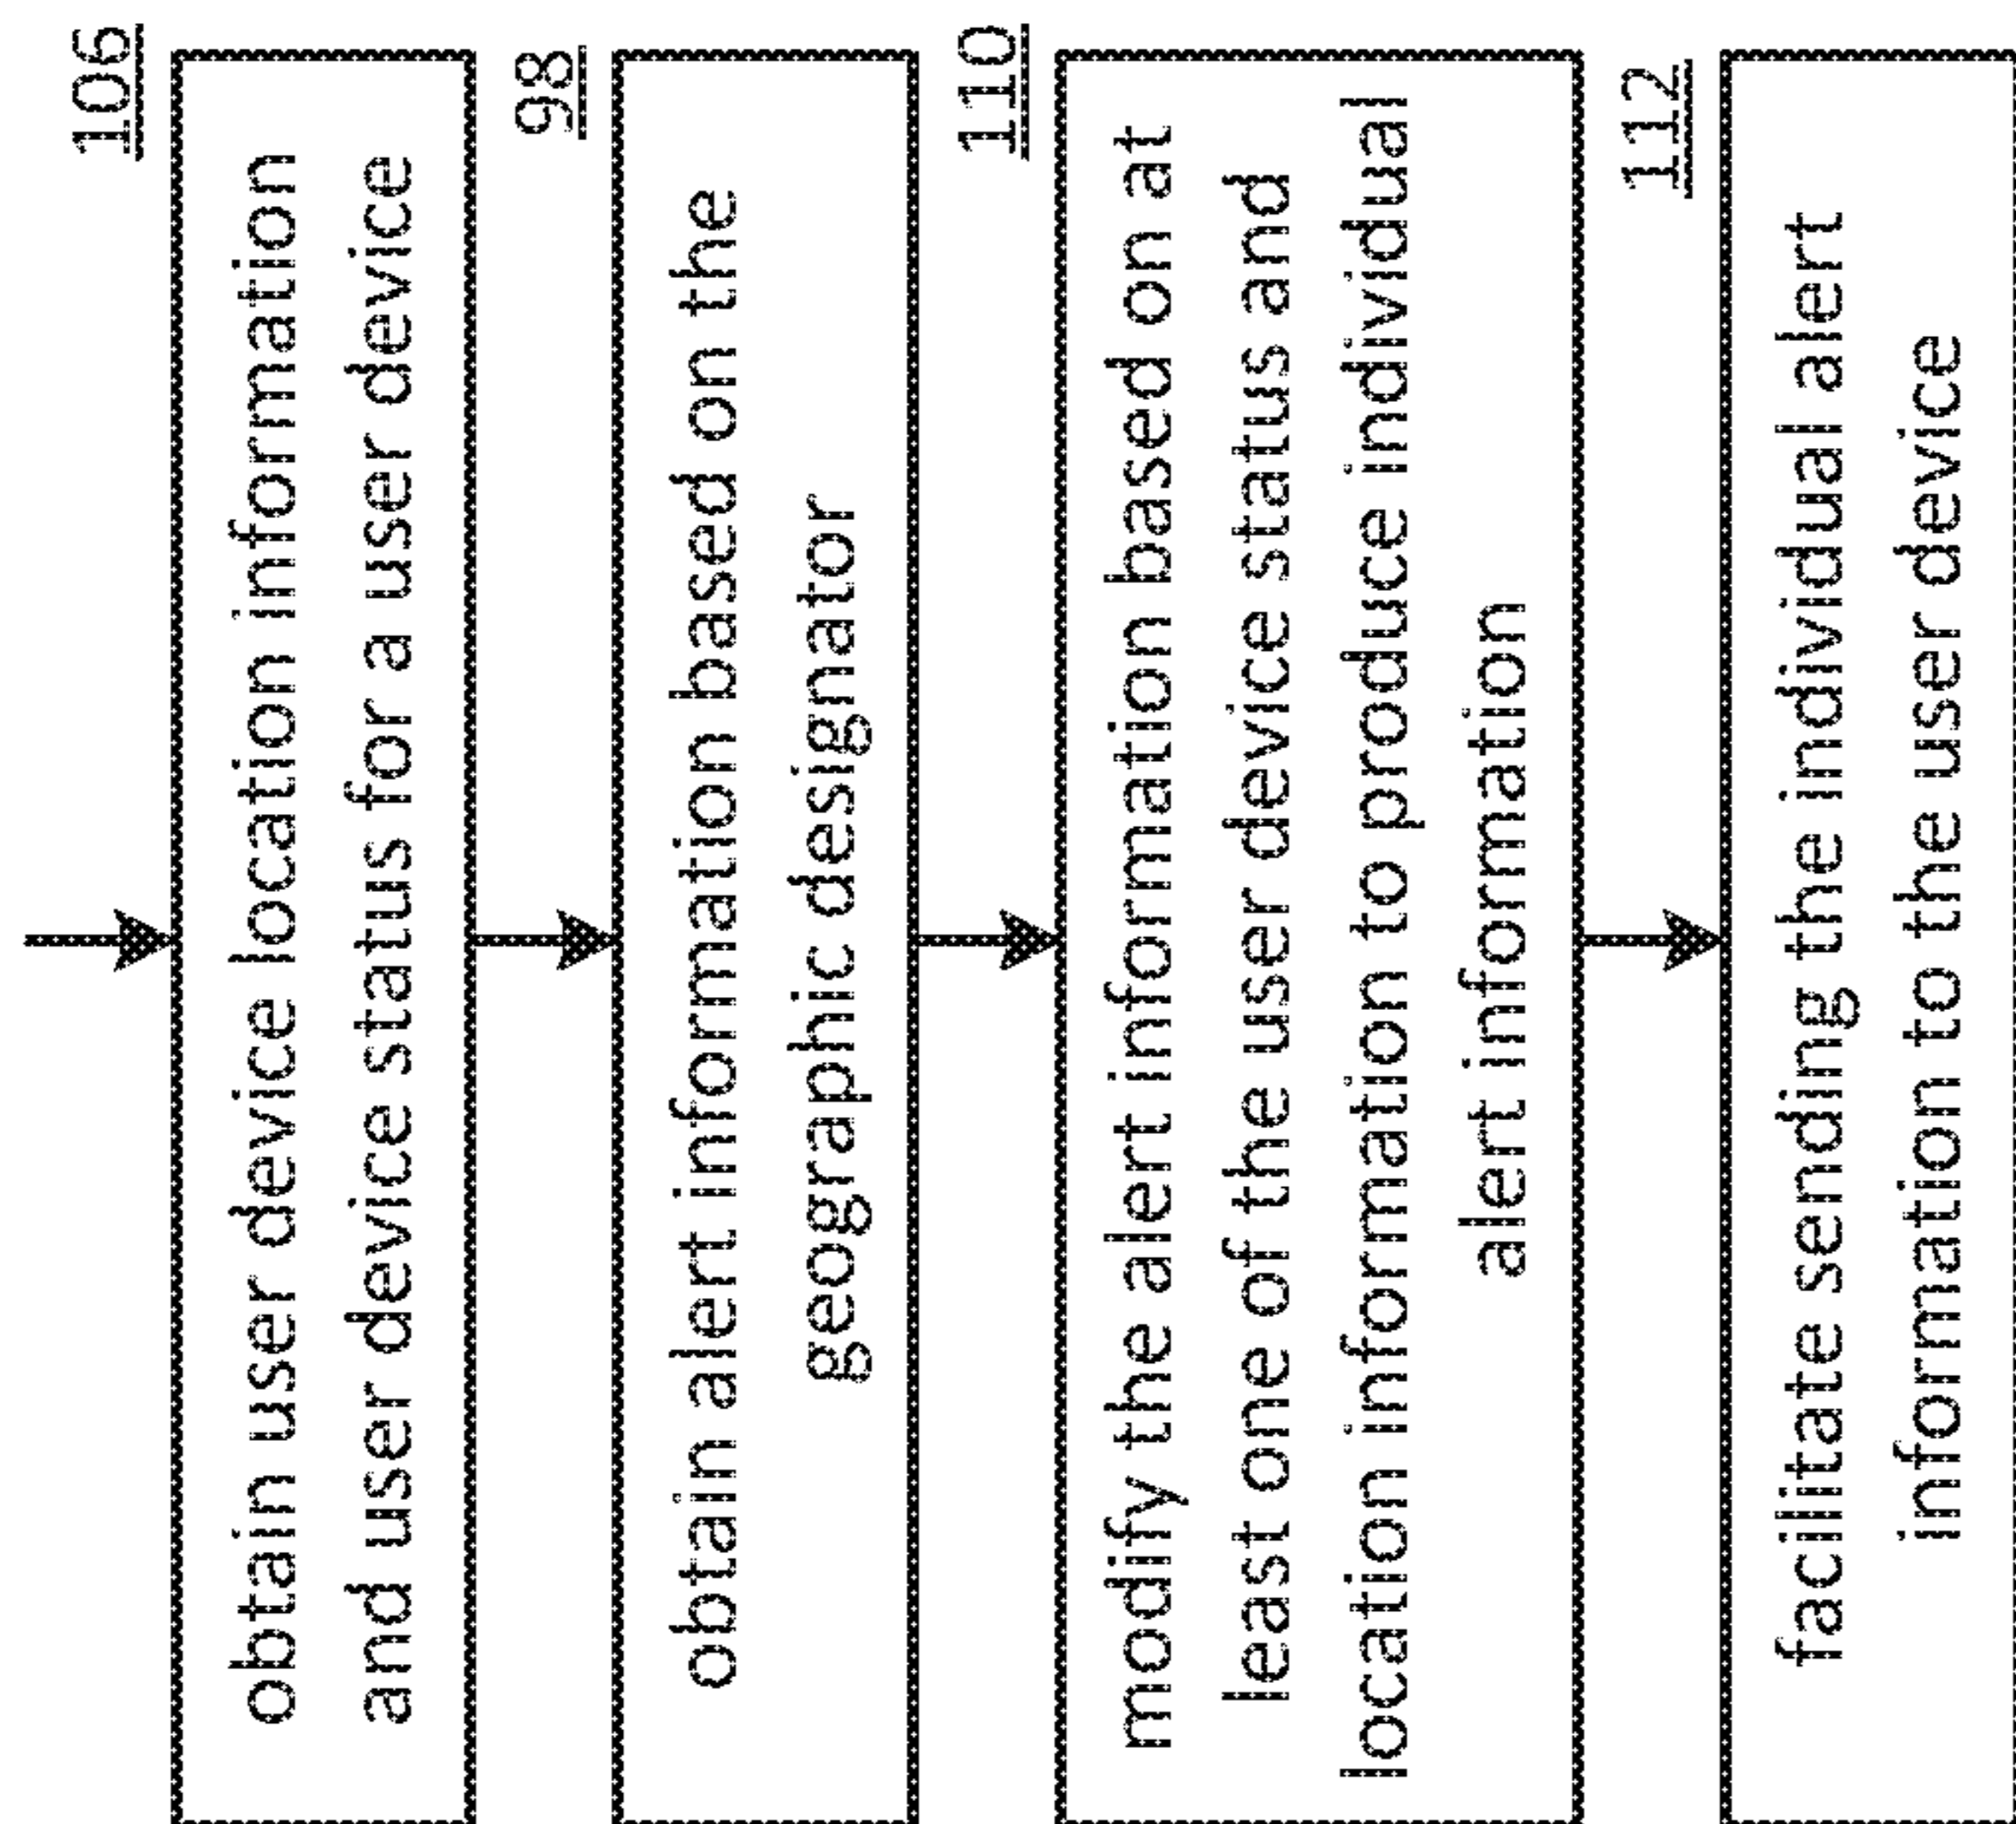 106
obtain user device location information
and user device status for a user device
98
obtain alert information based on the
geographic designator
110
modify the alert information based on at
least one of the user device status and
location information to produce individual
alert information
112
facilitate sending the individual alert
information to the user device